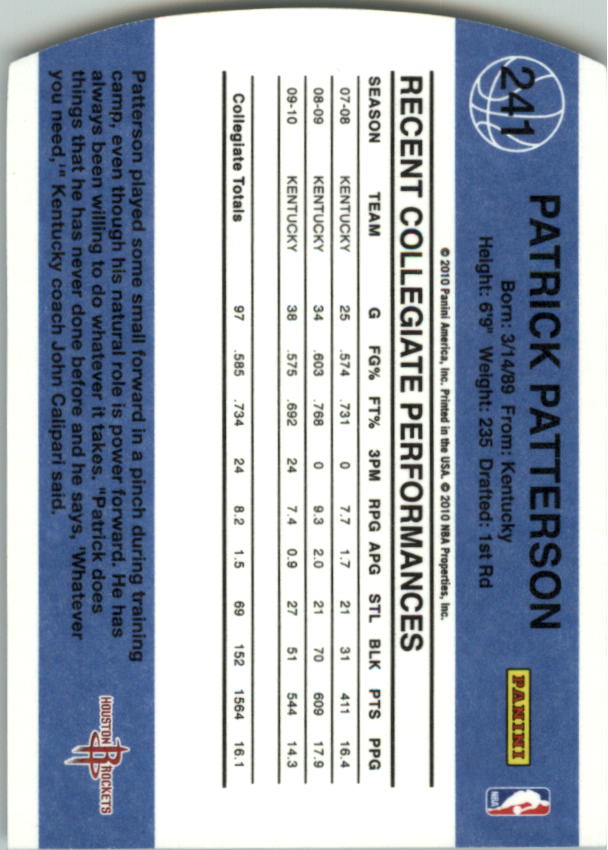 241
PATRICK PATTERSON
Born: 3/14/89 From: Kentucky
Height: 6'9" Weight: 235 Drafted: 1st Rd
PANINI
NBA
© 2010 Panini America, Inc. Printed in the USA. © 2010 NBA Properties, Inc.
RECENT COLLEGIATE PERFORMANCES
SEASON TEAM G FG% FT% 3PM RPG APG STL BLK PTS PPG
07-08 KENTUCKY 25 .574 .731 0 7.7 1.7 21 31 411 16.4
08-09 KENTUCKY 34 .603 .768 0 9.3 2.0 21 70 609 17.9
09-10 KENTUCKY 38 .575 .692 24 7.4 0.9 27 51 544 14.3
Collegiate Totals 97 .585 .734 24 8.2 1.5 69 152 1564 16.1
Patterson played some small forward in a pinch during training
camp, even though his natural role is power forward. He has
always been willing to do whatever it takes. "Patrick does
things that he has never done before and he says, 'Whatever
you need,'" Kentucky coach John Calipari said.
HOUSTON ROCKETS